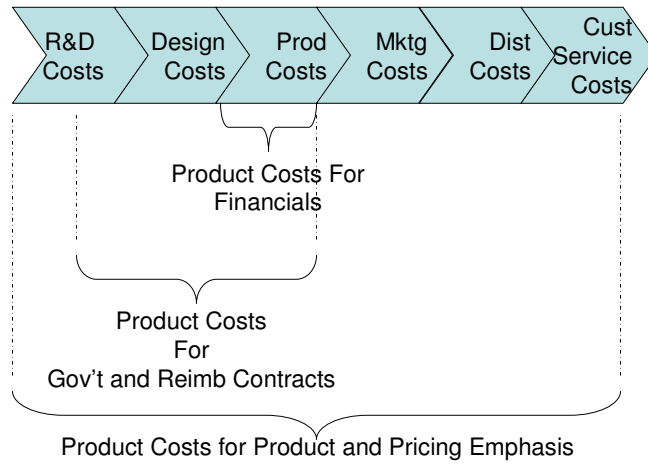 R&D
Costs
Design
Costs
Prod
Costs
Mktg
Costs
Dist
Costs
Cust
Service
Costs
Product Costs For
Financials
Product Costs
For
Gov't and Reimb Contracts
Product Costs for Product and Pricing Emphasis